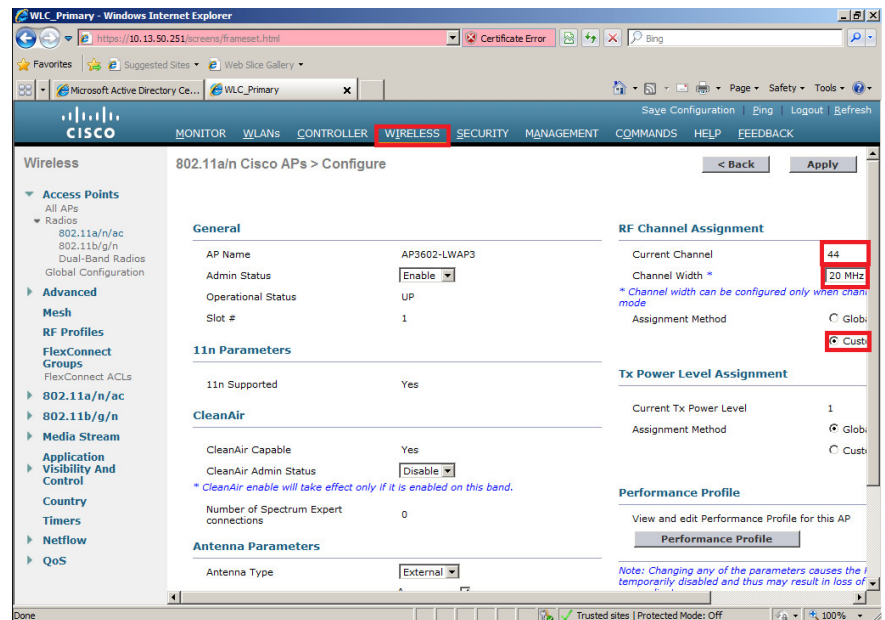 WLC_Primary - Windows Internet Explorer
https://10.13.50.251/screens/frameset.html Certificate Error Bing
Favorites Suggested Sites Web Slice Gallery
Microsoft Active Directory Ce... WLC_Primary Page Safety Tools
Save Configuration Ping Logout Refresh
CISCO MONITOR WLANs CONTROLLER WIRELESS SECURITY MANAGEMENT COMMANDS HELP FEEDBACK
Wireless
Access Points
All APs
Radios
802.11a/n/ac
802.11b/g/n
Dual-Band Radios
Global Configuration
Advanced
Mesh
RF Profiles
FlexConnect
Groups
FlexConnect ACLs
802.11a/n/ac
802.11b/g/n
Media Stream
Application
Visibility And
Control
Country
Timers
Netflow
QoS
802.11a/n Cisco APs > Configure
< Back Apply
General
AP Name AP3602-LWAP3
Admin Status Enable
Operational Status UP
Slot # 1
11n Parameters
11n Supported Yes
CleanAir
CleanAir Capable Yes
CleanAir Admin Status Disable
* CleanAir enable will take effect only if it is enabled on this band.
Number of Spectrum Expert
connections 0
Antenna Parameters
Antenna Type External
RF Channel Assignment
Current Channel 44
Channel Width * 20 MHz
* Channel width can be configured only when chan
mode
Assignment Method Globa
Custo
Tx Power Level Assignment
Current Tx Power Level 1
Assignment Method Globa
Custo
Performance Profile
View and edit Performance Profile for this AP
Performance Profile
Note: Changing any of the parameters causes the
temporarily disabled and thus may result in loss of
Done Trusted sites | Protected Mode: Off 100%